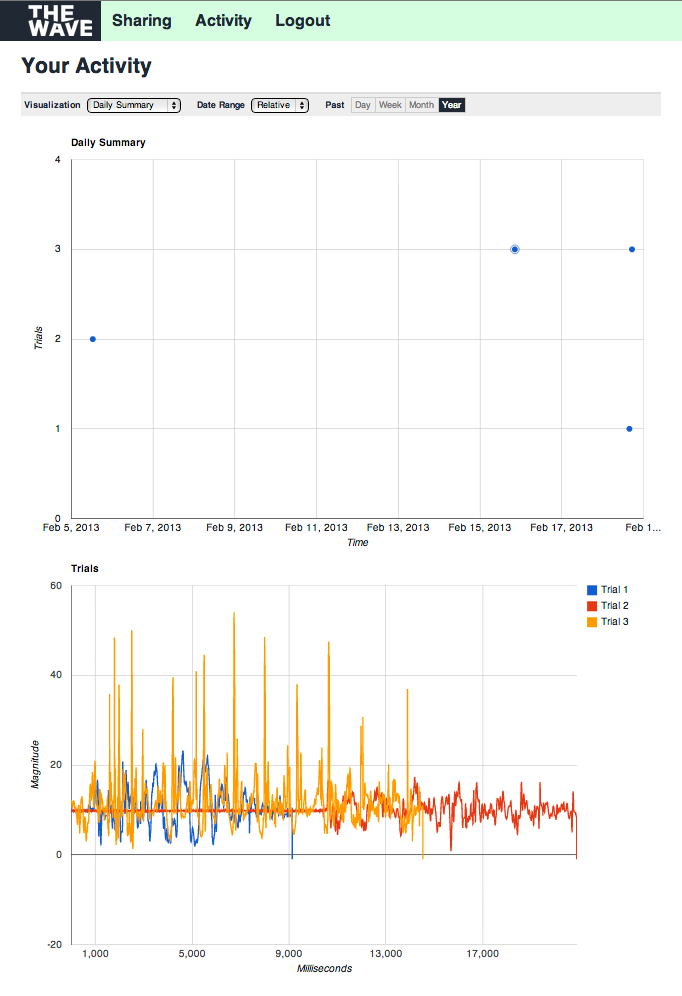 THE
WAVE
Sharing Activity Logout
Your Activity
Visualization Daily Summary Date Range Relative Past Day Week Month Year
Daily Summary
4
3
2
1
0
Trials
Feb 5, 2013 Feb 7, 2013 Feb 9, 2013 Feb 11, 2013 Feb 13, 2013 Feb 15, 2013 Feb 17, 2013 Feb 1...
Time
Trials
60
40
20
0
-20
Magnitude
Trial 1
Trial 2
Trial 3
1,000 5,000 9,000 13,000 17,000
Milliseconds